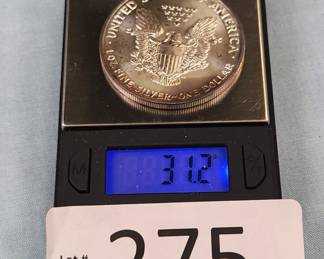 UNITED S AMERICA
1 OZ. FINE SILVER~ONE DOLLAR
M
31.2
%
Lot #
275